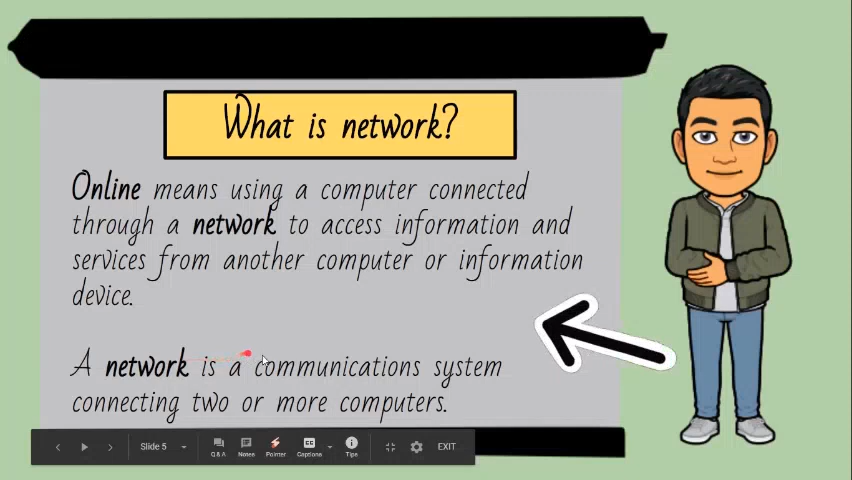 What is network?
Online means using a computer connected
through a network to access information and
services from another computer or information
device.
A network is a communications system
connecting two or more computers.
Slide 5
Q & A
Notes
Pointer
Captions
Tips
EXIT